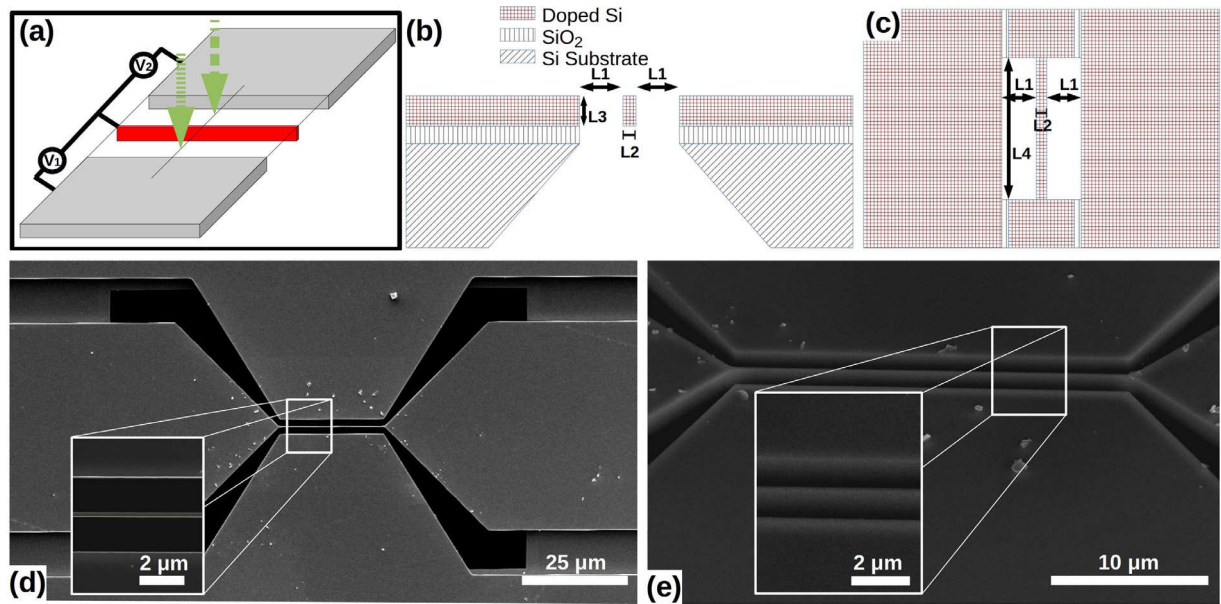 (a)
V₂
V₁
(b)
Doped Si
SiO₂
Si Substrate
L1
L1
L3
L2
(c)
L1
L1
L2
L4
(d)
2 μm
25 μm
(e)
2 μm
10 μm